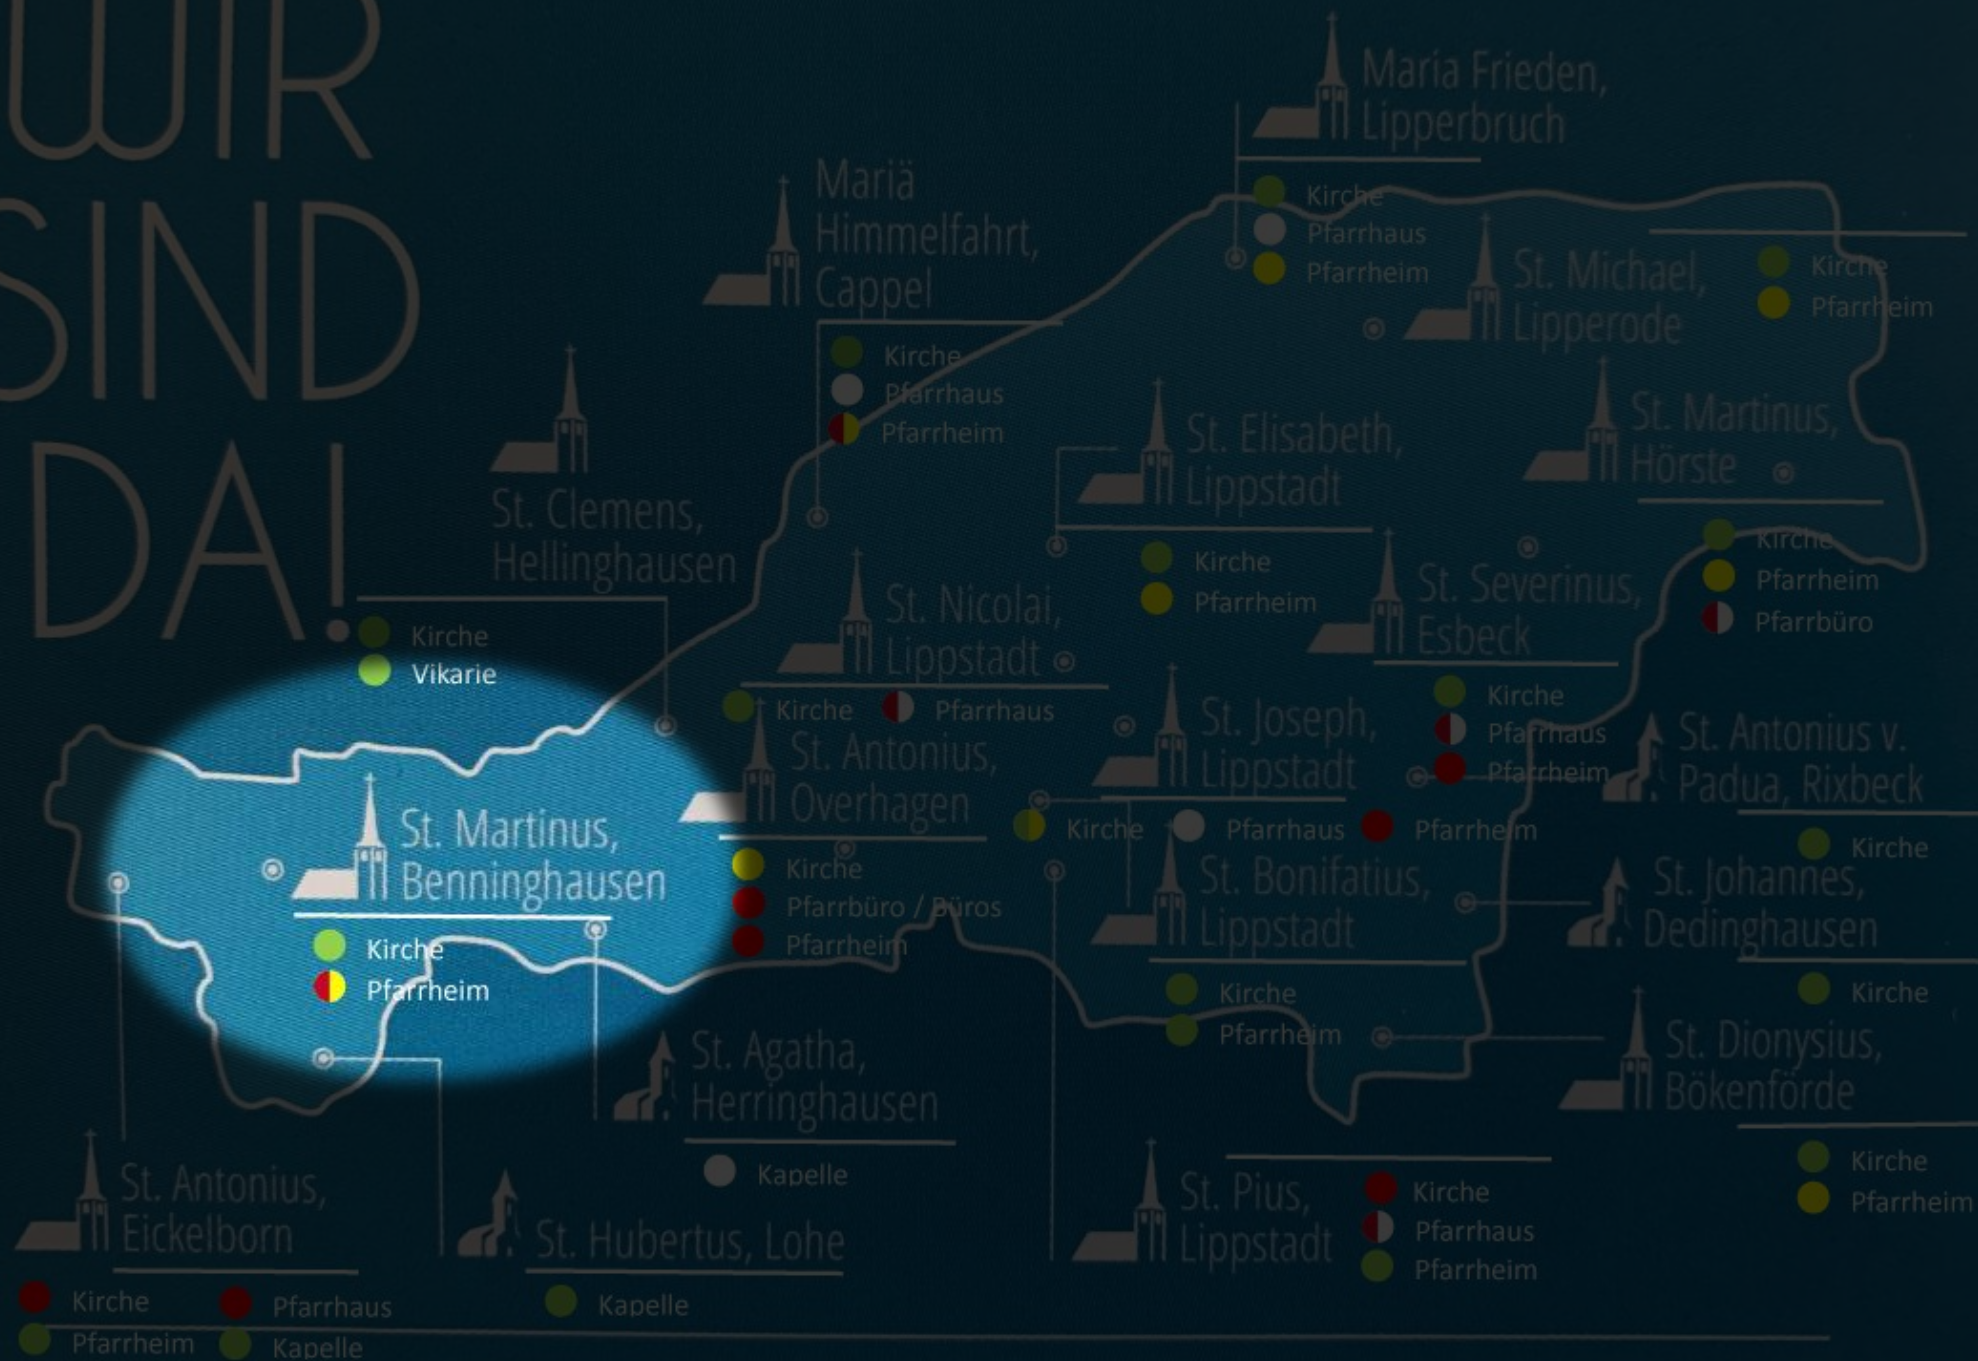 WIR
SIND
DA!
Maria Frieden,
Lipperbruch
Kirche
Pfarrhaus
Pfarrheim
Mariä
Himmelfahrt,
Cappel
Kirche
Pfarrhaus
Pfarrheim
St. Michael,
Lipperode
Kirche
Pfarrheim
St. Clemens,
Hellinghausen
Kirche
Vikarie
St. Elisabeth,
Lippstadt
Kirche
Pfarrheim
St. Martinus,
Hörste
Kirche
Pfarrheim
Pfarrbüro
St. Nicolai,
Lippstadt
Kirche
Pfarrhaus
St. Severinus,
Esbeck
Kirche
Pfarrhaus
Pfarrheim
St. Martinus,
Benninghausen
Kirche
Pfarrheim
St. Antonius,
Overhagen
Kirche
Pfarrbüro / Büros
Pfarrheim
St. Joseph,
Lippstadt
Kirche
Pfarrhaus
Pfarrheim
St. Antonius v.
Padua, Rixbeck
Kirche
St. Bonifatius,
Lippstadt
Kirche
Pfarrheim
St. Johannes,
Dedinghausen
Kirche
St. Agatha,
Herringhausen
Kapelle
St. Dionysius,
Bökenförde
Kirche
Pfarrheim
St. Antonius,
Eickelborn
Kirche
Pfarrhaus
Pfarrheim
Kapelle
St. Hubertus, Lohe
Kapelle
St. Pius,
Lippstadt
Kirche
Pfarrhaus
Pfarrheim